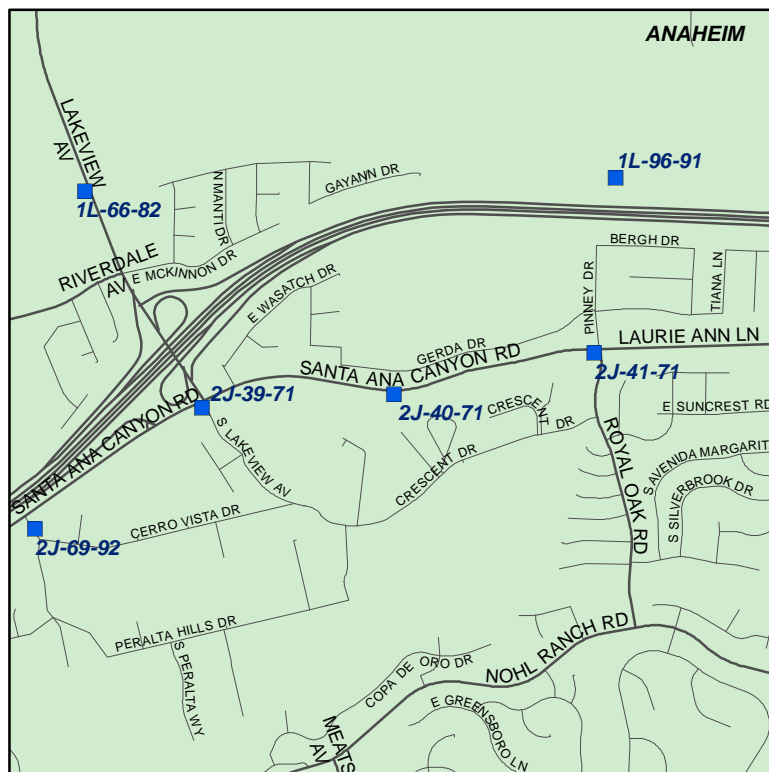 ANAHEIM
LAKEVIEW
AV
1L-96-91
1L-66-82
N MANTI DR
GAYANN DR
RIVERDALE
AV
E MCKINNON DR
BERGH DR
E WASATCH DR
PINNEY DR
TIANA LN
LAURIE ANN LN
GERDA DR
SANTA ANA CANYON RD
2J-41-71
2J-39-71
2J-40-71
SANTA ANA CANYON RD
CRESCENT
DR
E SUNCREST RD
S LAKEVIEW AV
CRESCENT DR
ROYAL OAK RD
S AVENIDA MARGARIT
S SILVERBROOK DR
CERRO VISTA DR
2J-69-92
PERALTA HILLS DR
S PERALTA WY
COPA DE ORO DR
NOHL RANCH RD
E GREENSBORO LN
MEATS
AV